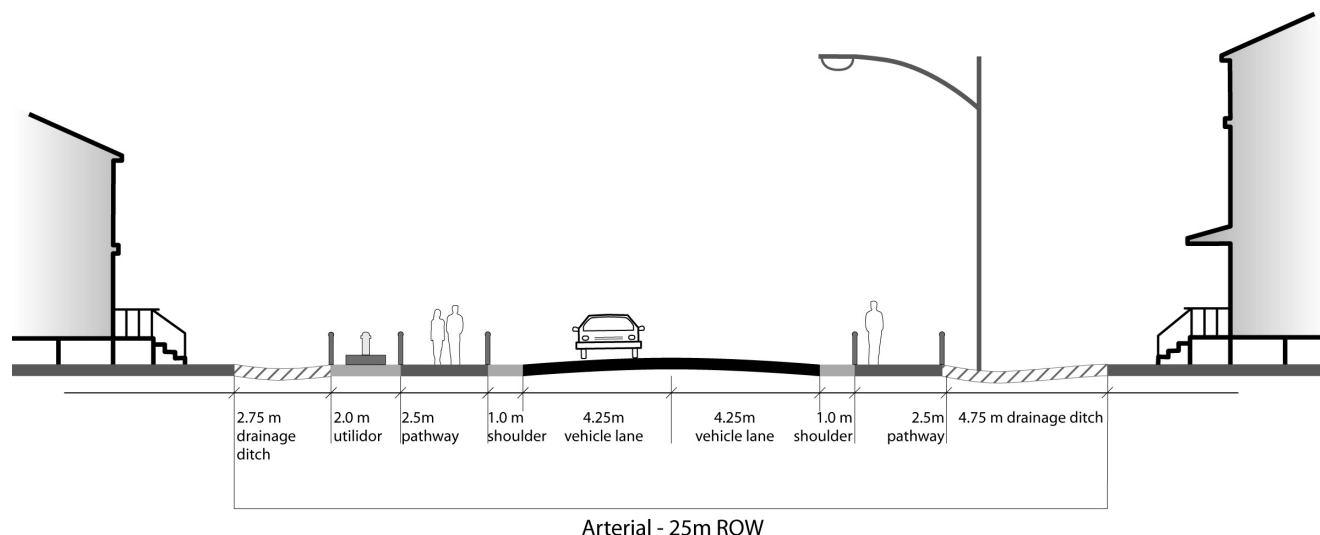 2.75 m
drainage
ditch
2.0 m
utilidor
2.5m
pathway
1.0 m
shoulder
4.25m
vehicle lane
4.25m
vehicle lane
1.0 m
shoulder
2.5m
pathway
4.75 m drainage ditch
Arterial - 25m ROW